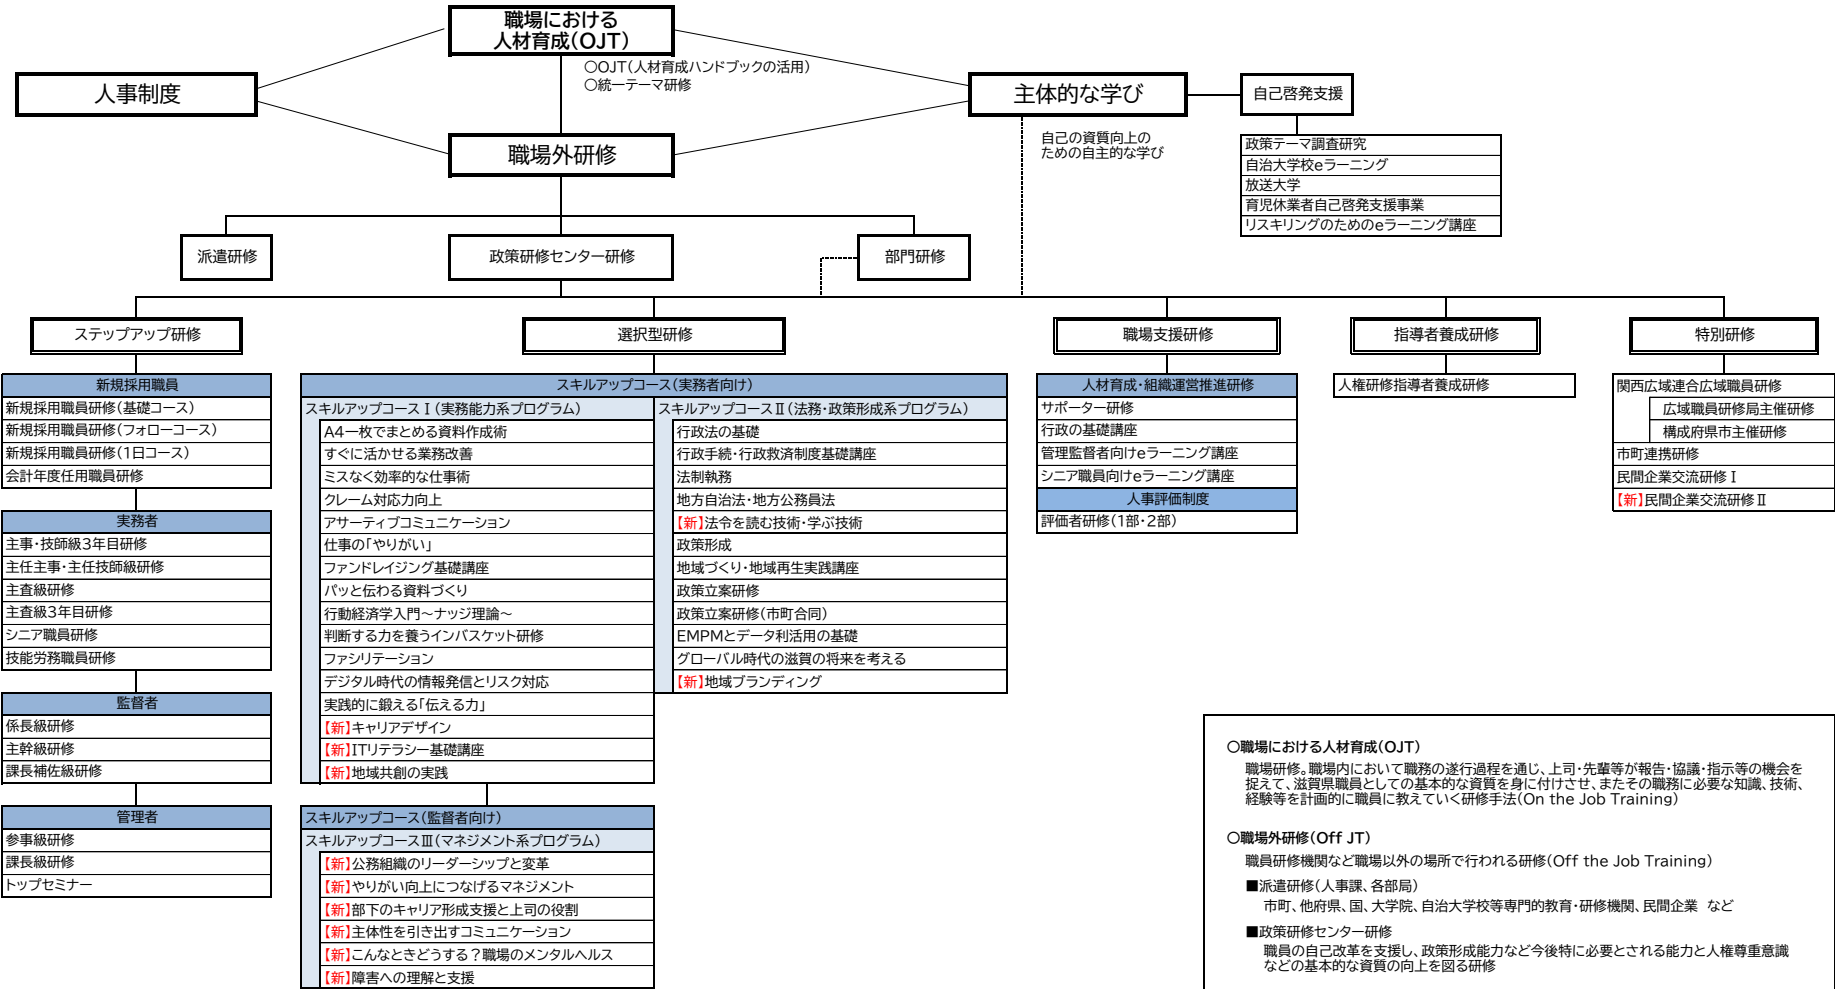 職場における
人材育成(OJT)
○OJT(人材育成ハンドブックの活用)
○統一テーマ研修
人事制度
主体的な学び
自己啓発支援
職場外研修
自己の資質向上の
ための自主的な学び
政策テーマ調査研究
自治大学校eラーニング
放送大学
育児休業者自己啓発支援事業
リスキリングのためのeラーニング講座
派遣研修
政策研修センター研修
部門研修
ステップアップ研修
選択型研修
職場支援研修
指導者養成研修
特別研修
新規採用職員
新規採用職員研修(基礎コース)
新規採用職員研修(フォローコース)
新規採用職員研修(1日コース)
会計年度任用職員研修
実務者
主事・技師級3年目研修
主任主事・主任技師級研修
主査級研修
主査級3年目研修
シニア職員研修
技能労務職員研修
監督者
係長級研修
主幹級研修
課長補佐級研修
管理者
参事級研修
課長級研修
トップセミナー
スキルアップコース(実務者向け)
スキルアップコースⅠ(実務能力系プログラム)
A4一枚でまとめる資料作成術
すぐに活かせる業務改善
ミスなく効率的な仕事術
クレーム対応力向上
アサーティブコミュニケーション
仕事の「やりがい」
ファンドレイジング基礎講座
パッと伝わる資料づくり
行動経済学入門~ナッジ理論~
判断する力を養うインバスケット研修
ファシリテーション
デジタル時代の情報発信とリスク対応
実践的に鍛える「伝える力」
【新】キャリアデザイン
【新】ITリテラシー基礎講座
【新】地域共創の実践
スキルアップコースⅡ(法務・政策形成系プログラム)
行政法の基礎
行政手続・行政救済制度基礎講座
法制執務
地方自治法・地方公務員法
【新】法令を読む技術・学ぶ技術
政策形成
地域づくり・地域再生実践講座
政策立案研修
政策立案研修(市町合同)
EMPMとデータ利活用の基礎
グローバル時代の滋賀の将来を考える
【新】地域ブランディング
スキルアップコース(監督者向け)
スキルアップコースⅢ(マネジメント系プログラム)
【新】公務組織のリーダーシップと変革
【新】やりがい向上につなげるマネジメント
【新】部下のキャリア形成支援と上司の役割
【新】主体性を引き出すコミュニケーション
【新】こんなときどうする?職場のメンタルヘルス
【新】障害への理解と支援
人材育成・組織運営推進研修
サポーター研修
行政の基礎講座
管理監督者向けeラーニング講座
シニア職員向けeラーニング講座
人事評価制度
評価者研修(1部・2部)
人権研修指導者養成研修
関西広域連合広域職員研修
広域職員研修局主催研修
構成府県市主催研修
市町連携研修
民間企業交流研修Ⅰ
【新】民間企業交流研修Ⅱ
○職場における人材育成(OJT)
職場研修。職場内において職務の遂行過程を通じ、上司・先輩等が報告・協議・指示等の機会を
捉えて、滋賀県職員としての基本的な資質を身に付けさせ、またその職務に必要な知識、技術、
経験等を計画的に職員に教えていく研修手法(On the Job Training)
○職場外研修(Off JT)
職員研修機関など職場以外の場所で行われる研修(Off the Job Training)
■派遣研修(人事課、各部局)
市町、他府県、国、大学院、自治大学校等専門的教育・研修機関、民間企業 など
■政策研修センター研修
職員の自己改革を支援し、政策形成能力など今後特に必要とされる能力と人権尊重意識
などの基本的な資質の向上を図る研修